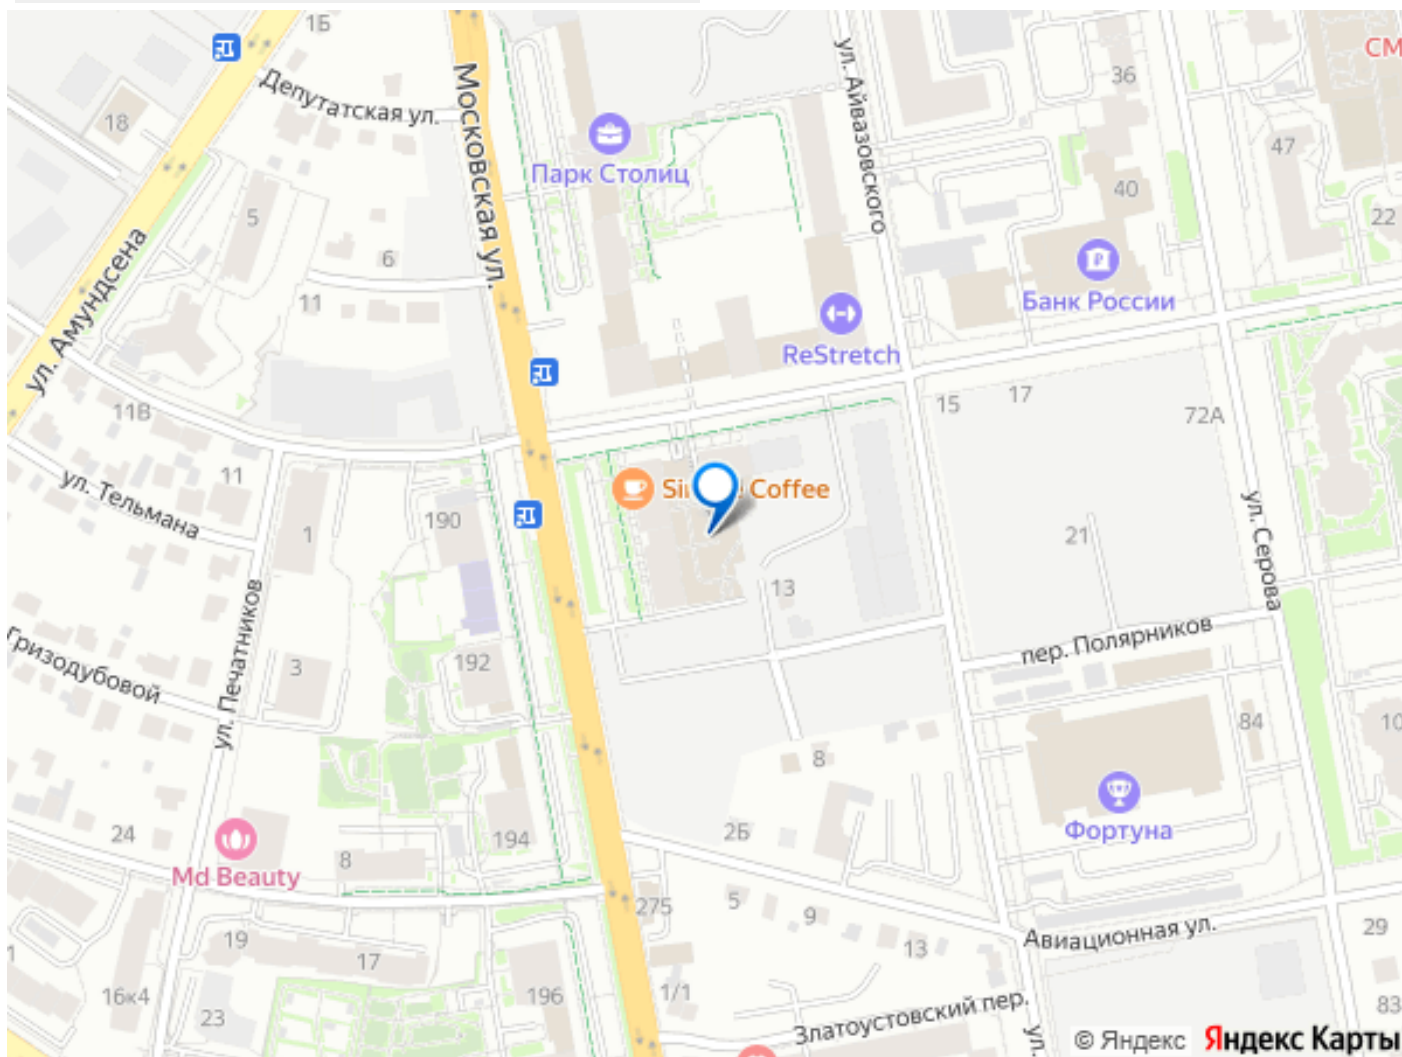 1Б
СМ
ул. Айвазовского
36
Московская ул.
Депутатская ул.
18
47
Парк Столиц
40
5
22
6
ул. Амундсена
Банк России
11
ReStretch
17
15
11В
72А
11
ул. Тельмана
Coffee
190
1
21
ул. Серова
13
ул. Печатников
Гризодубовой
пер. Полярников
192
3
84
10
8
Фортуна
2Б
24
194
8
Md Beauty
275
5
9
Авиационная ул.
29
19
13
17
16к4
196
1/1
23
Златоустовский пер.
83
ул.
1
© Яндекс Яндекс Карты